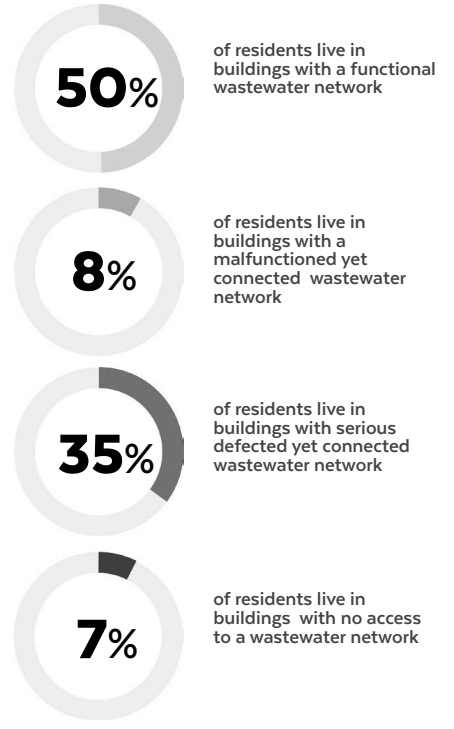 50%
of residents live in
buildings with a functional
wastewater network
8%
of residents live in
buildings with a
malfunctioned yet
connected  wastewater
network
35%
of residents live in
buildings with serious
defected yet connected
wastewater network
7%
of residents live in
buildings  with no access
to a wastewater network